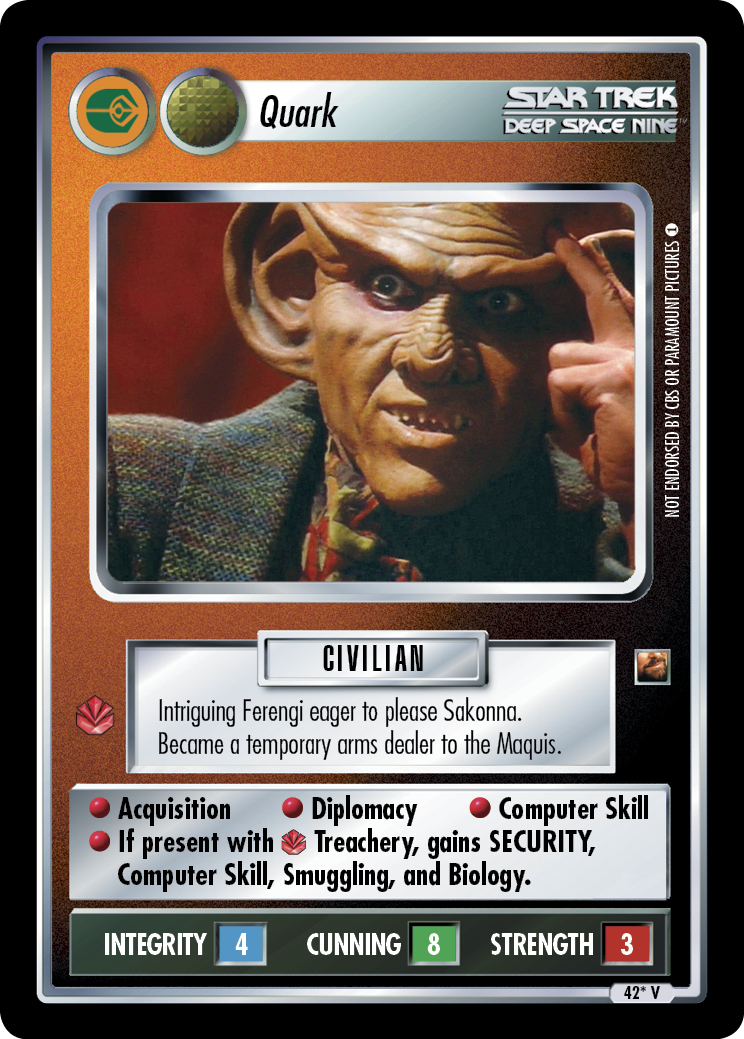 Quark
STAR TREK
DEEP SPACE NINE™
NOT ENDORSED BY CBS OR PARAMOUNT PICTURES 1
CIVILIAN
Intriguing Ferengi eager to please Sakonna.
Became a temporary arms dealer to the Maquis.
Acquisition Diplomacy Computer Skill
If present with Treachery, gains SECURITY,
Computer Skill, Smuggling, and Biology.
INTEGRITY 4 CUNNING 8 STRENGTH 3
42* V